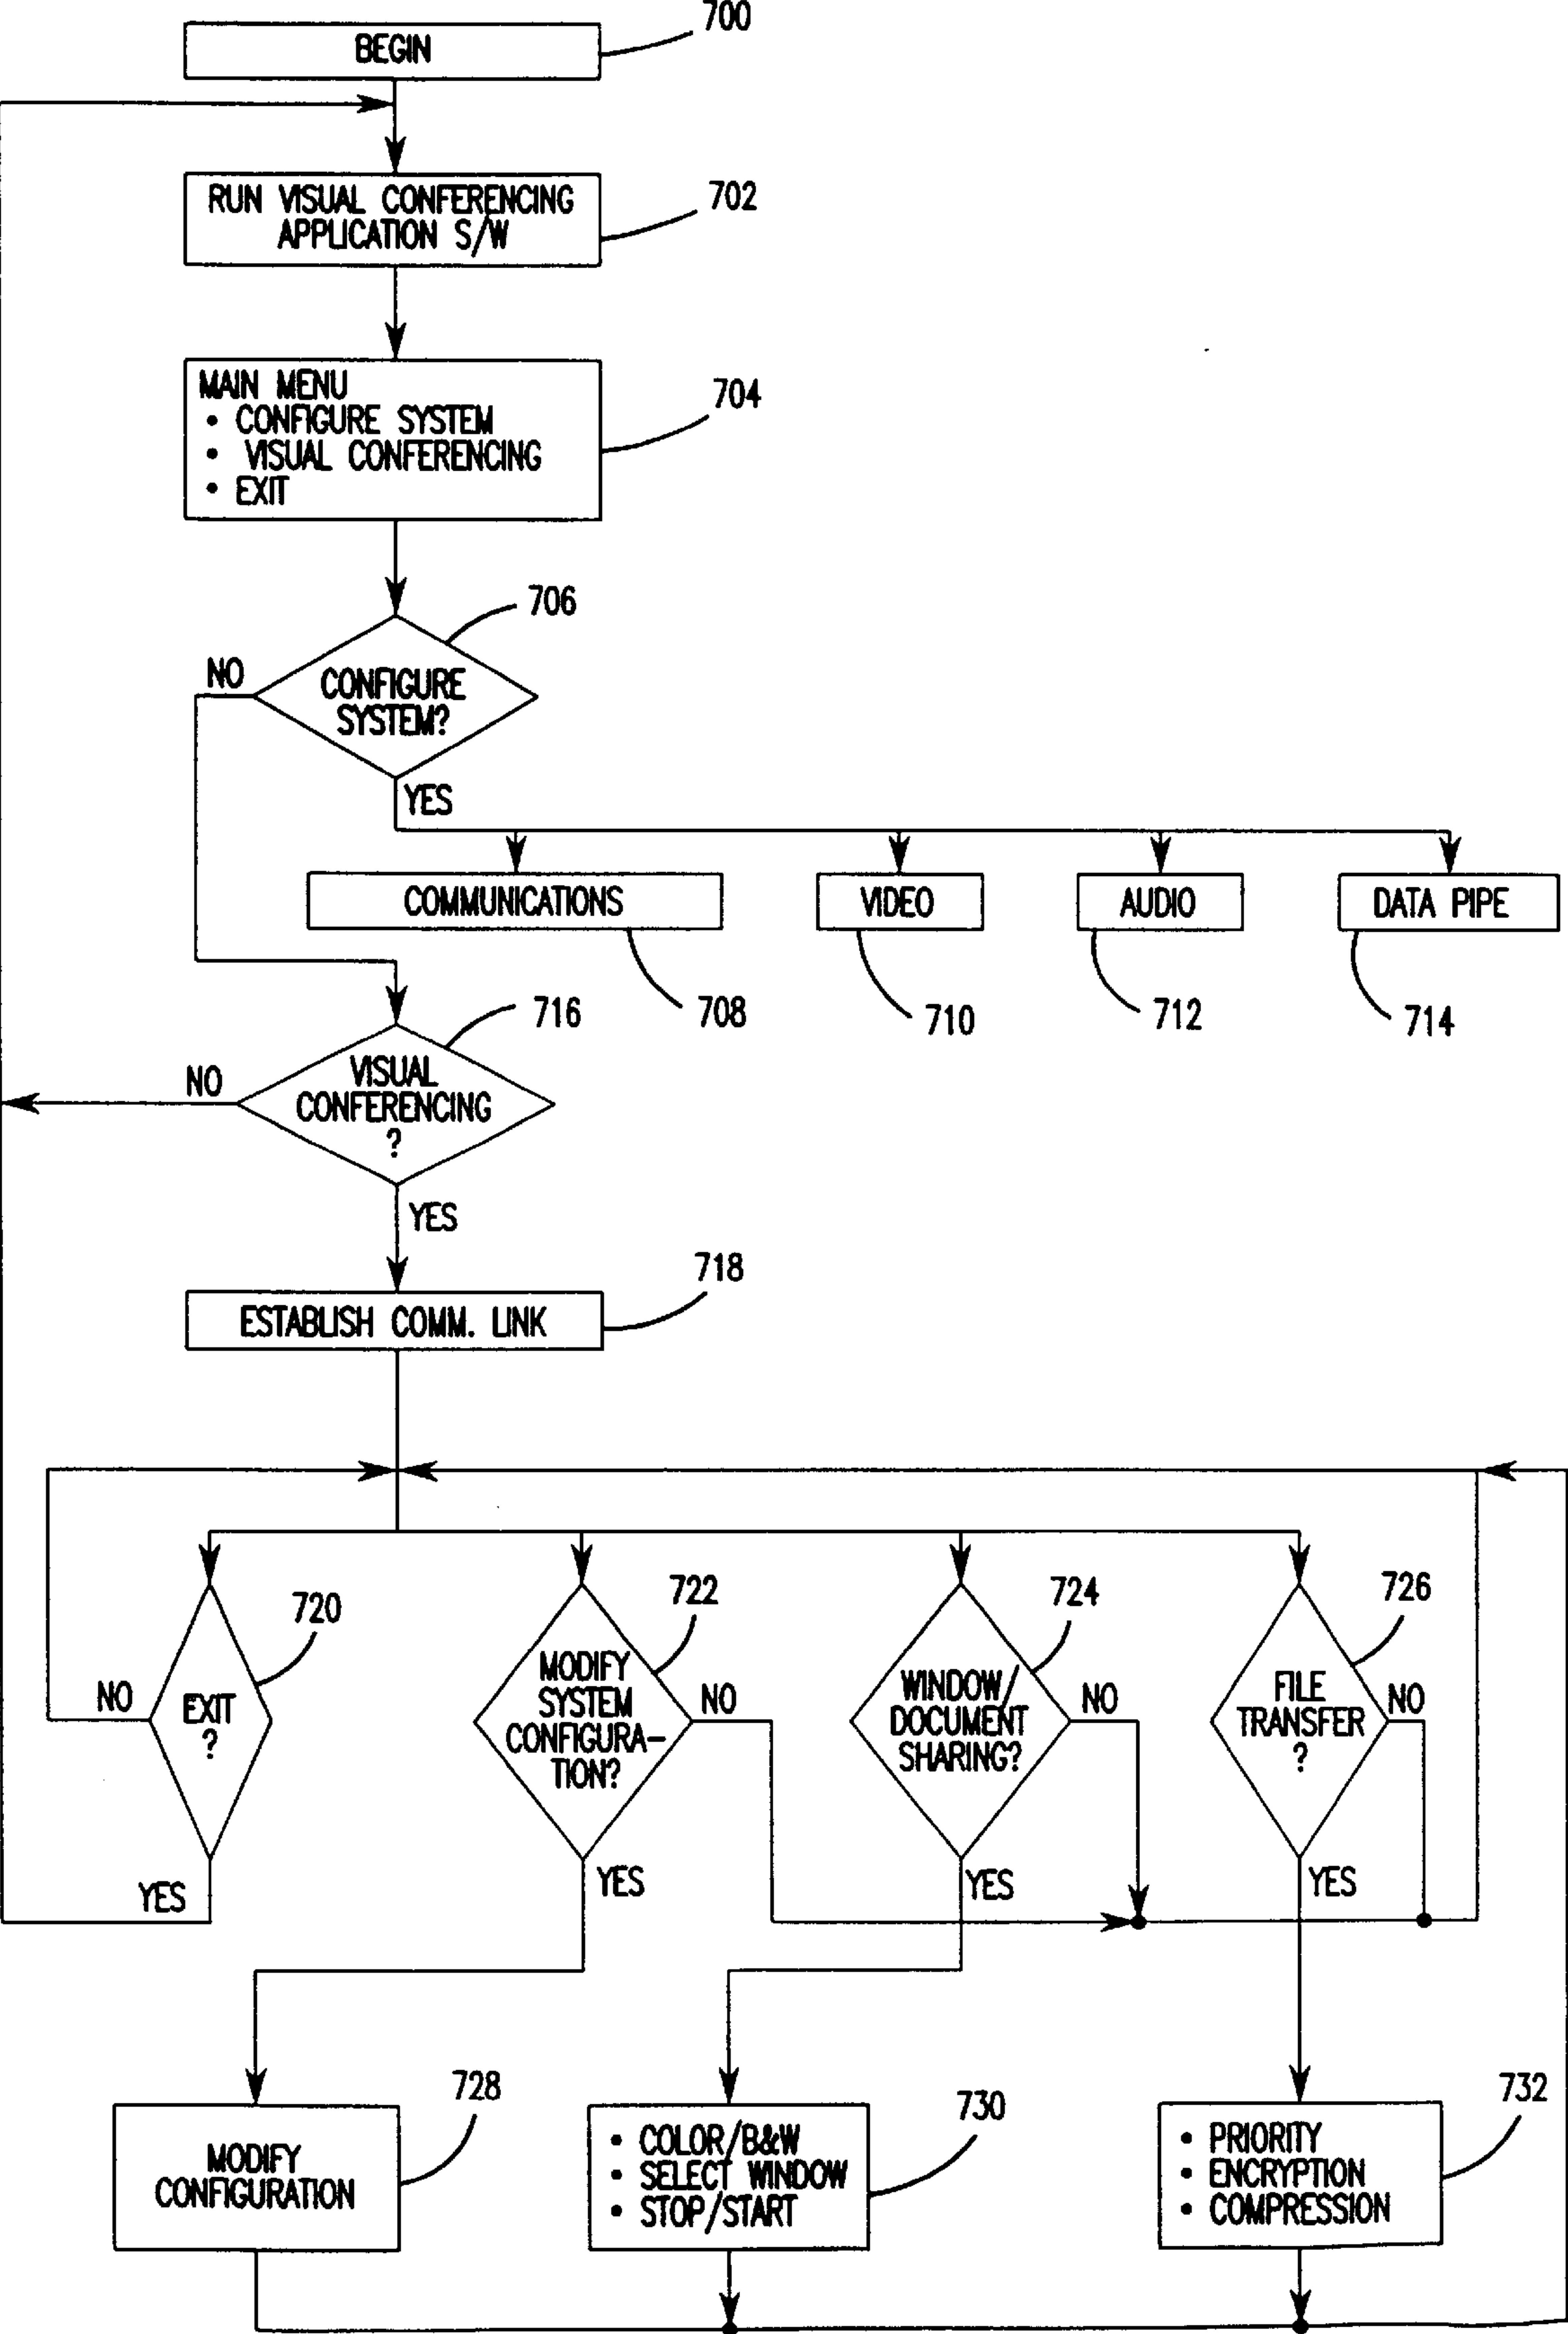 700
BEGIN
RUN VISUAL CONFERENCING
APPLICATION S/W
702
MAIN MENU
• CONFIGURE SYSTEM
• VISUAL CONFERENCING
• EXIT
704
706
NO
CONFIGURE
SYSTEM?
YES
COMMUNICATIONS
VIDEO
AUDIO
DATA PIPE
708
710
712
714
716
NO
VISUAL
CONFERENCING
?
YES
718
ESTABLISH COMM. LINK
720
722
724
726
NO
EXIT
?
YES
MODIFY
SYSTEM
CONFIGURA-
TION?
NO
YES
WINDOW/
DOCUMENT
SHARING?
NO
YES
FILE
TRANSFER
?
NO
YES
728
MODIFY
CONFIGURATION
730
• COLOR/B&W
• SELECT WINDOW
• STOP/START
732
• PRIORITY
• ENCRYPTION
• COMPRESSION